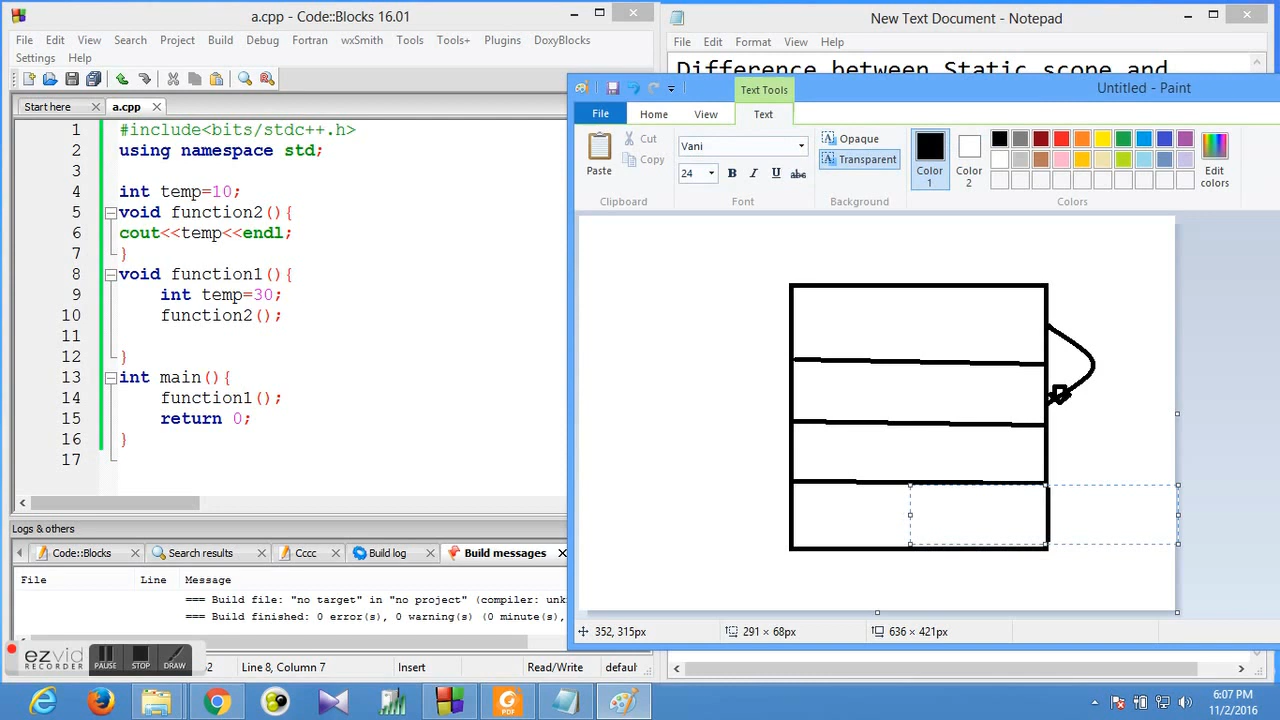 a.cpp - Code::Blocks 16.01
File Edit View Search Project Build Debug Fortran wxSmith Tools Tools+ Plugins DoxyBlocks
Settings Help
Start here
a.cpp
1 #include<bits/stdc++.h>
2 using namespace std;
3
4 int temp=10;
5 void function2(){
6 cout<<temp<<endl;
7 }
8 void function1(){
9 int temp=30;
10 function2();
11
12 }
13 int main(){
14 function1();
15 return 0;
16 }
17
Logs & others
Code::Blocks
Search results
Cccc
Build log
Build messages
File Line Message
=== Build file: "no target" in "no project" (compiler: unk
=== Build finished: 0 error(s), 0 warning(s) (0 minute(s),
ezvid
RECORDER
PAUSE
STOP
DRAW
Line 8, Column 7
Insert
Read/Write
default
New Text Document - Notepad
File Edit Format View Help
Difference between Static scope and
Text Tools
Untitled - Paint
File Home View Text
Paste
Cut
Copy
Clipboard
Vani
24
B I U abc
Font
Opaque
Transparent
Background
Color 1
Color 2
Edit colors
Colors
352, 315px
291 × 68px
636 × 421px
PDF
6:07 PM
11/2/2016